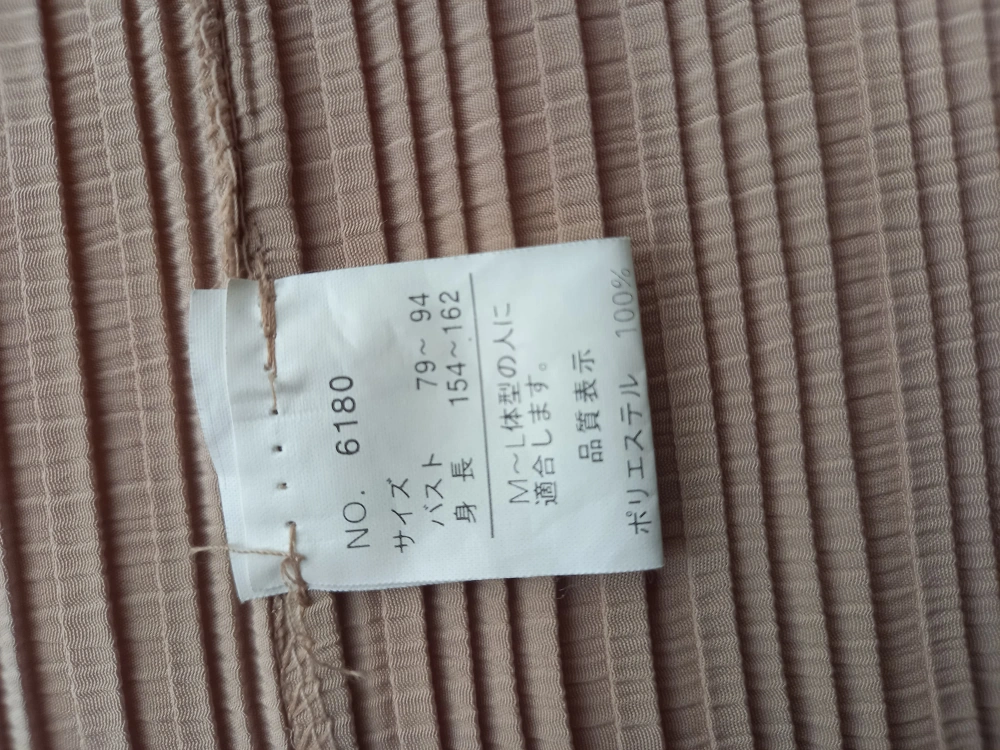 NO. 6180
サイズ
バスト 79～94
身長 154～162
M～L体型の人に
適合します。
品質表示
ポリエステル 100%